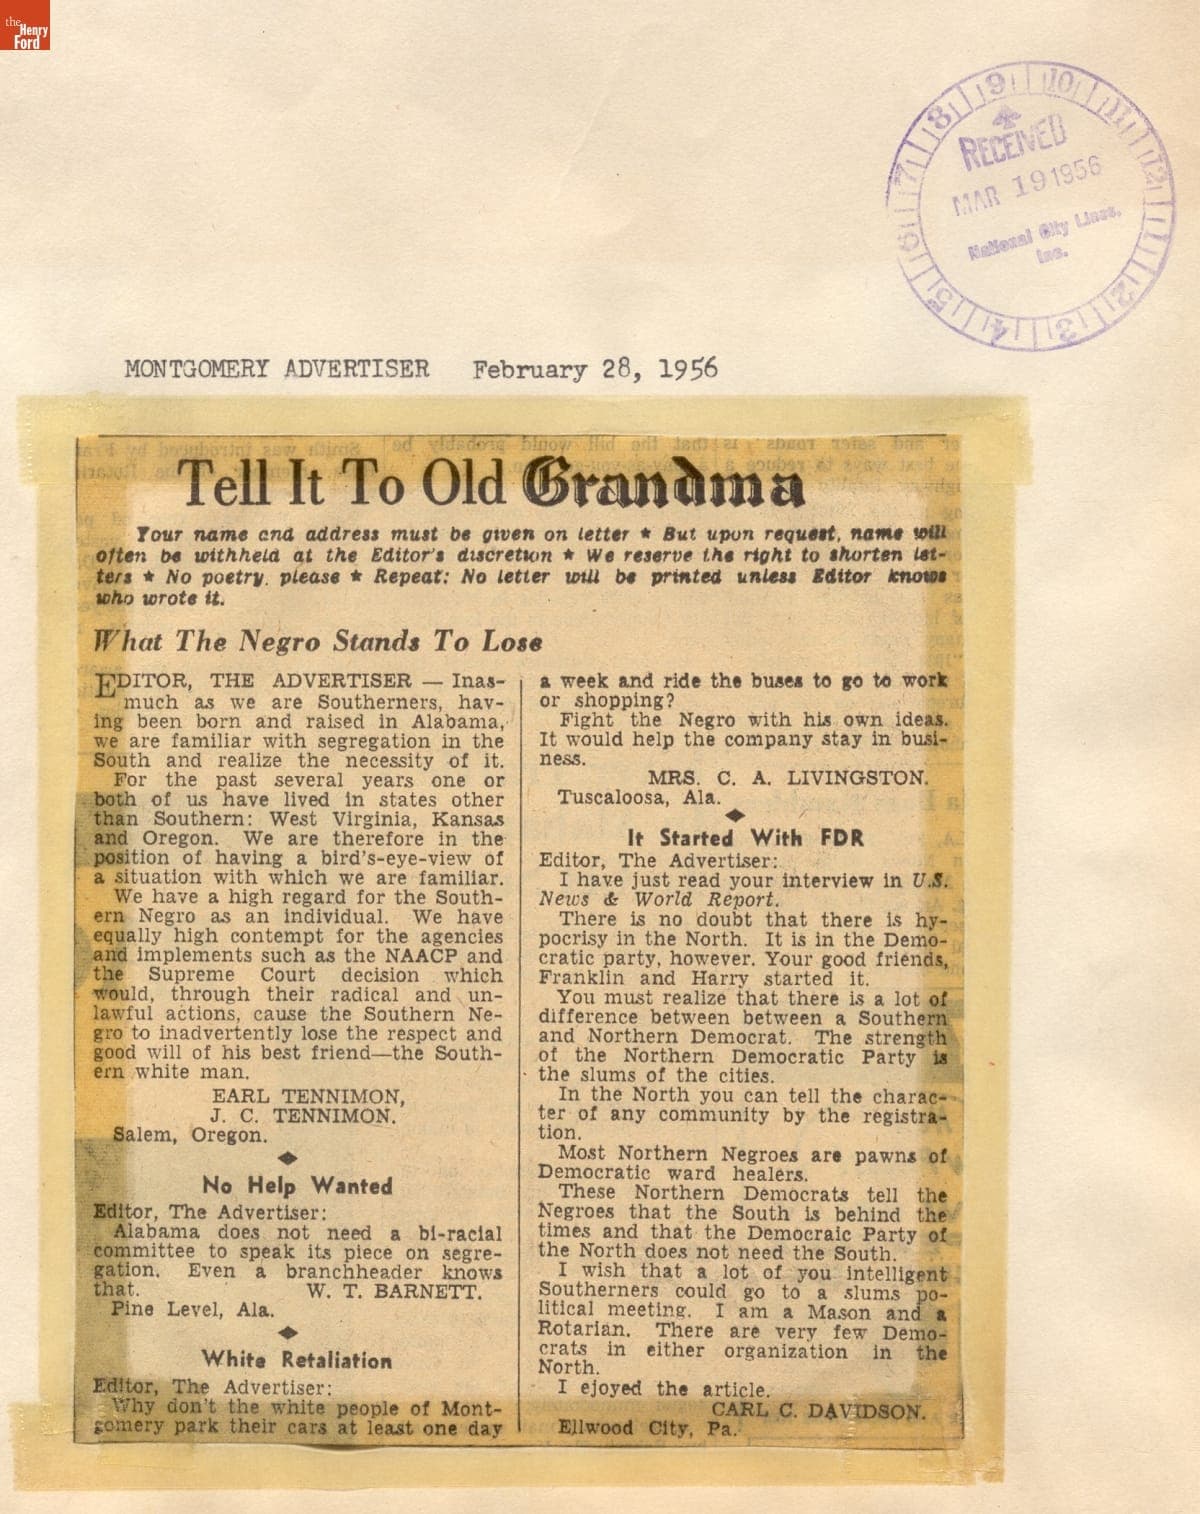 the
Henry
Ford
8 9 10 11 12 1 2 3 4 5 6 7
RECEIVED
MAR 19 1956
National City Lines,
Inc.
MONTGOMERY ADVERTISER February 28, 1956
Tell It To Old Grandma
Your name and address must be given on letter ★ But upon request, name will
often be withheld at the Editor's discretion ★ We reserve the right to shorten let-
ters ★ No poetry, please ★ Repeat: No letter will be printed unless Editor knows
who wrote it.
What The Negro Stands To Lose
EDITOR, THE ADVERTISER — Inas-
much as we are Southerners, hav-
ing been born and raised in Alabama,
we are familiar with segregation in the
South and realize the necessity of it.
For the past several years one or
both of us have lived in states other
than Southern: West Virginia, Kansas
and Oregon. We are therefore in the
position of having a bird's-eye-view of
a situation with which we are familiar.
We have a high regard for the South-
ern Negro as an individual. We have
equally high contempt for the agencies
and implements such as the NAACP and
the Supreme Court decision which
would, through their radical and un-
lawful actions, cause the Southern Ne-
gro to inadvertently lose the respect and
good will of his best friend—the South-
ern white man.
EARL TENNIMON,
J. C. TENNIMON.
Salem, Oregon.
No Help Wanted
Editor, The Advertiser:
Alabama does not need a bi-racial
committee to speak its piece on segre-
gation. Even a branchheader knows
that. W. T. BARNETT.
Pine Level, Ala.
White Retaliation
Editor, The Advertiser:
Why don't the white people of Mont-
gomery park their cars at least one day
a week and ride the buses to go to work
or shopping?
Fight the Negro with his own ideas.
It would help the company stay in busi-
ness.
MRS. C. A. LIVINGSTON.
Tuscaloosa, Ala.
It Started With FDR
Editor, The Advertiser:
I have just read your interview in U.S.
News & World Report.
There is no doubt that there is hy-
pocrisy in the North. It is in the Demo-
cratic party, however. Your good friends,
Franklin and Harry started it.
You must realize that there is a lot of
difference between between a Southern
and Northern Democrat. The strength
of the Northern Democratic Party is
the slums of the cities.
In the North you can tell the charac-
ter of any community by the registra-
tion.
Most Northern Negroes are pawns of
Democratic ward healers.
These Northern Democrats tell the
Negroes that the South is behind the
times and that the Democraic Party of
the North does not need the South.
I wish that a lot of you intelligent
Southerners could go to a slums po-
litical meeting. I am a Mason and a
Rotarian. There are very few Demo-
crats in either organization in the
North.
I ejoyed the article.
CARL C. DAVIDSON.
Ellwood City, Pa.